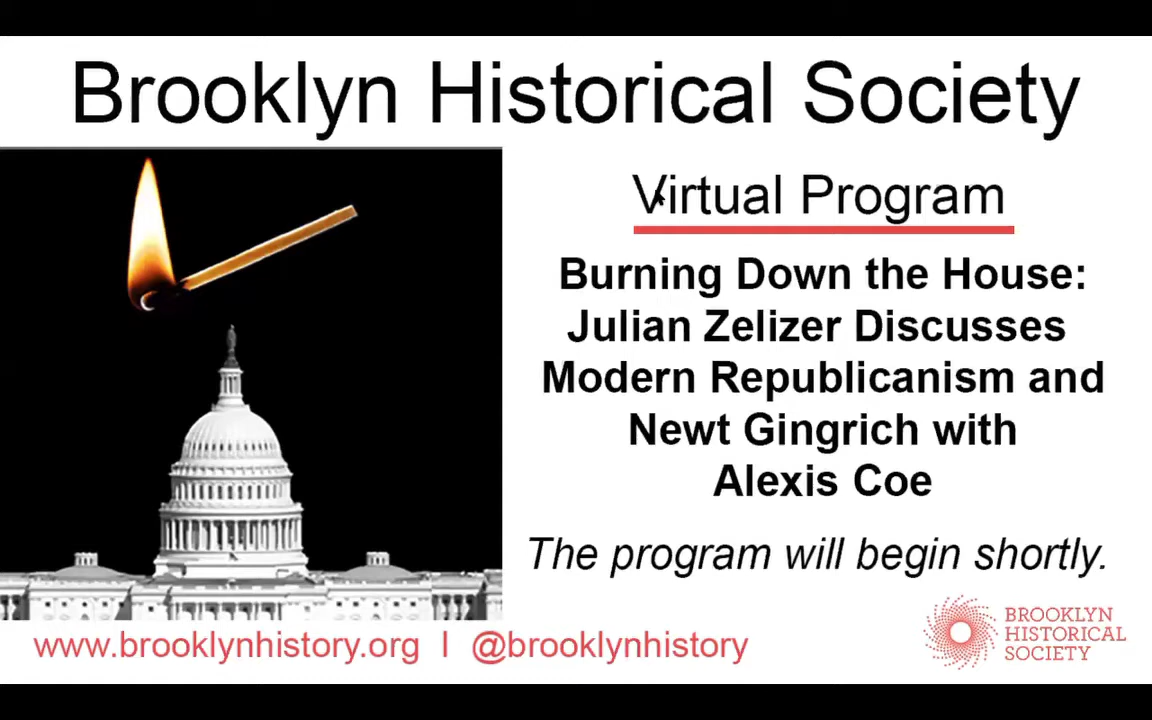 Brooklyn Historical Society
Virtual Program
Burning Down the House:
Julian Zelizer Discusses
Modern Republicanism and
Newt Gingrich with
Alexis Coe
The program will begin shortly.
www.brooklynhistory.org I @brooklynhistory
BROOKLYN
HISTORICAL
SOCIETY